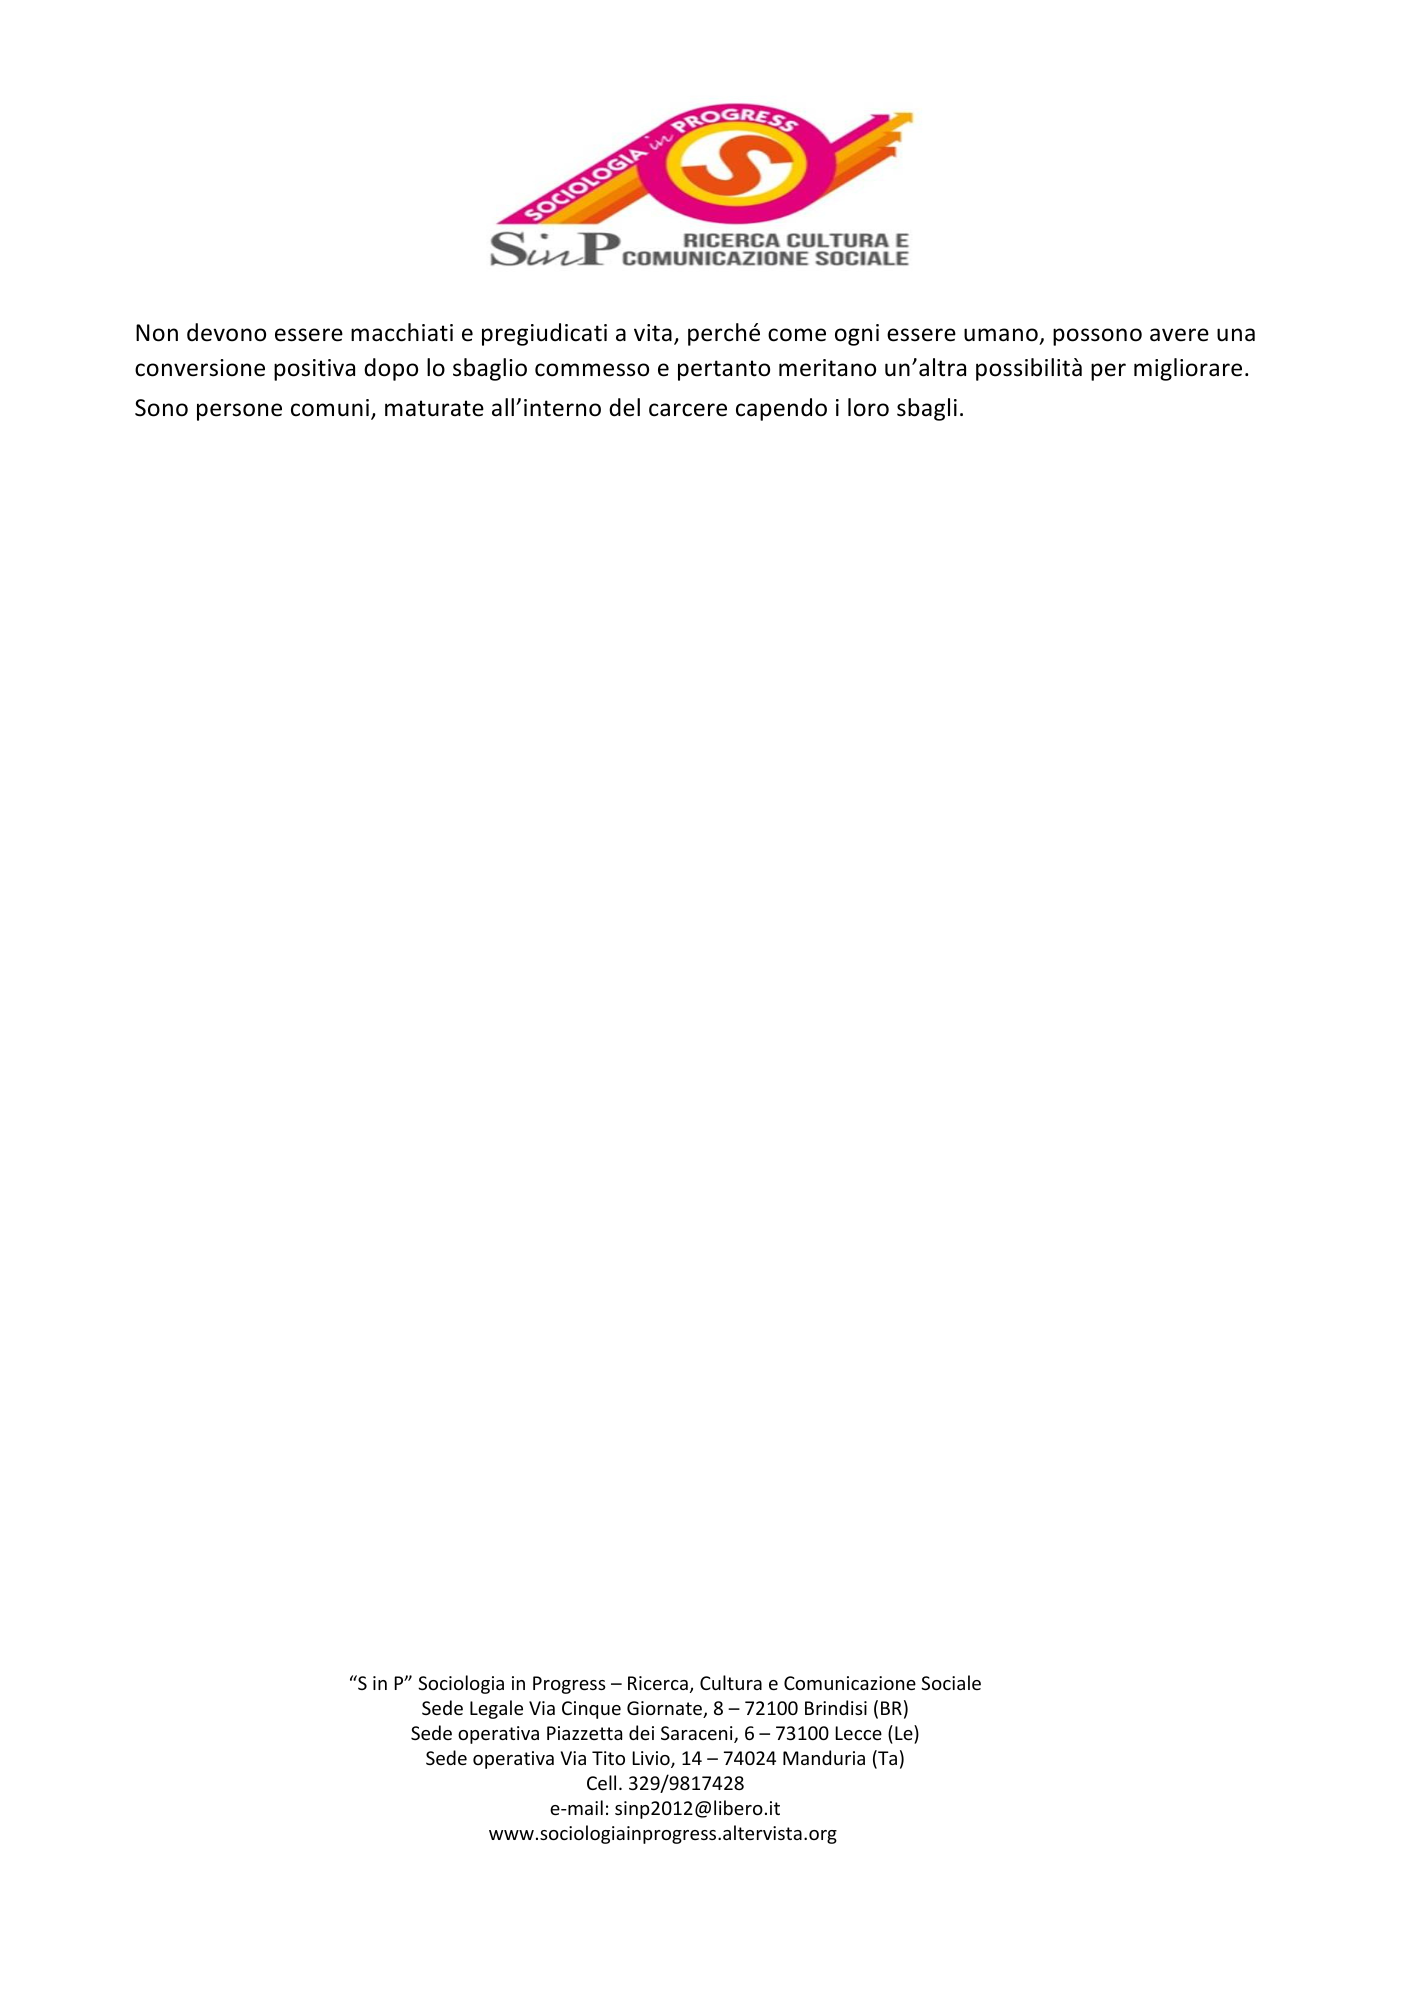 SOCIOLOGIA in PROGRESS
S
SinP RICERCA CULTURA E
COMUNICAZIONE SOCIALE
Non devono essere macchiati e pregiudicati a vita, perché come ogni essere umano, possono avere una
conversione positiva dopo lo sbaglio commesso e pertanto meritano un’altra possibilità per migliorare.
Sono persone comuni, maturate all’interno del carcere capendo i loro sbagli.
“S in P” Sociologia in Progress – Ricerca, Cultura e Comunicazione Sociale
Sede Legale Via Cinque Giornate, 8 – 72100 Brindisi (BR)
Sede operativa Piazzetta dei Saraceni, 6 – 73100 Lecce (Le)
Sede operativa Via Tito Livio, 14 – 74024 Manduria (Ta)
Cell. 329/9817428
e-mail: sinp2012@libero.it
www.sociologiainprogress.altervista.org